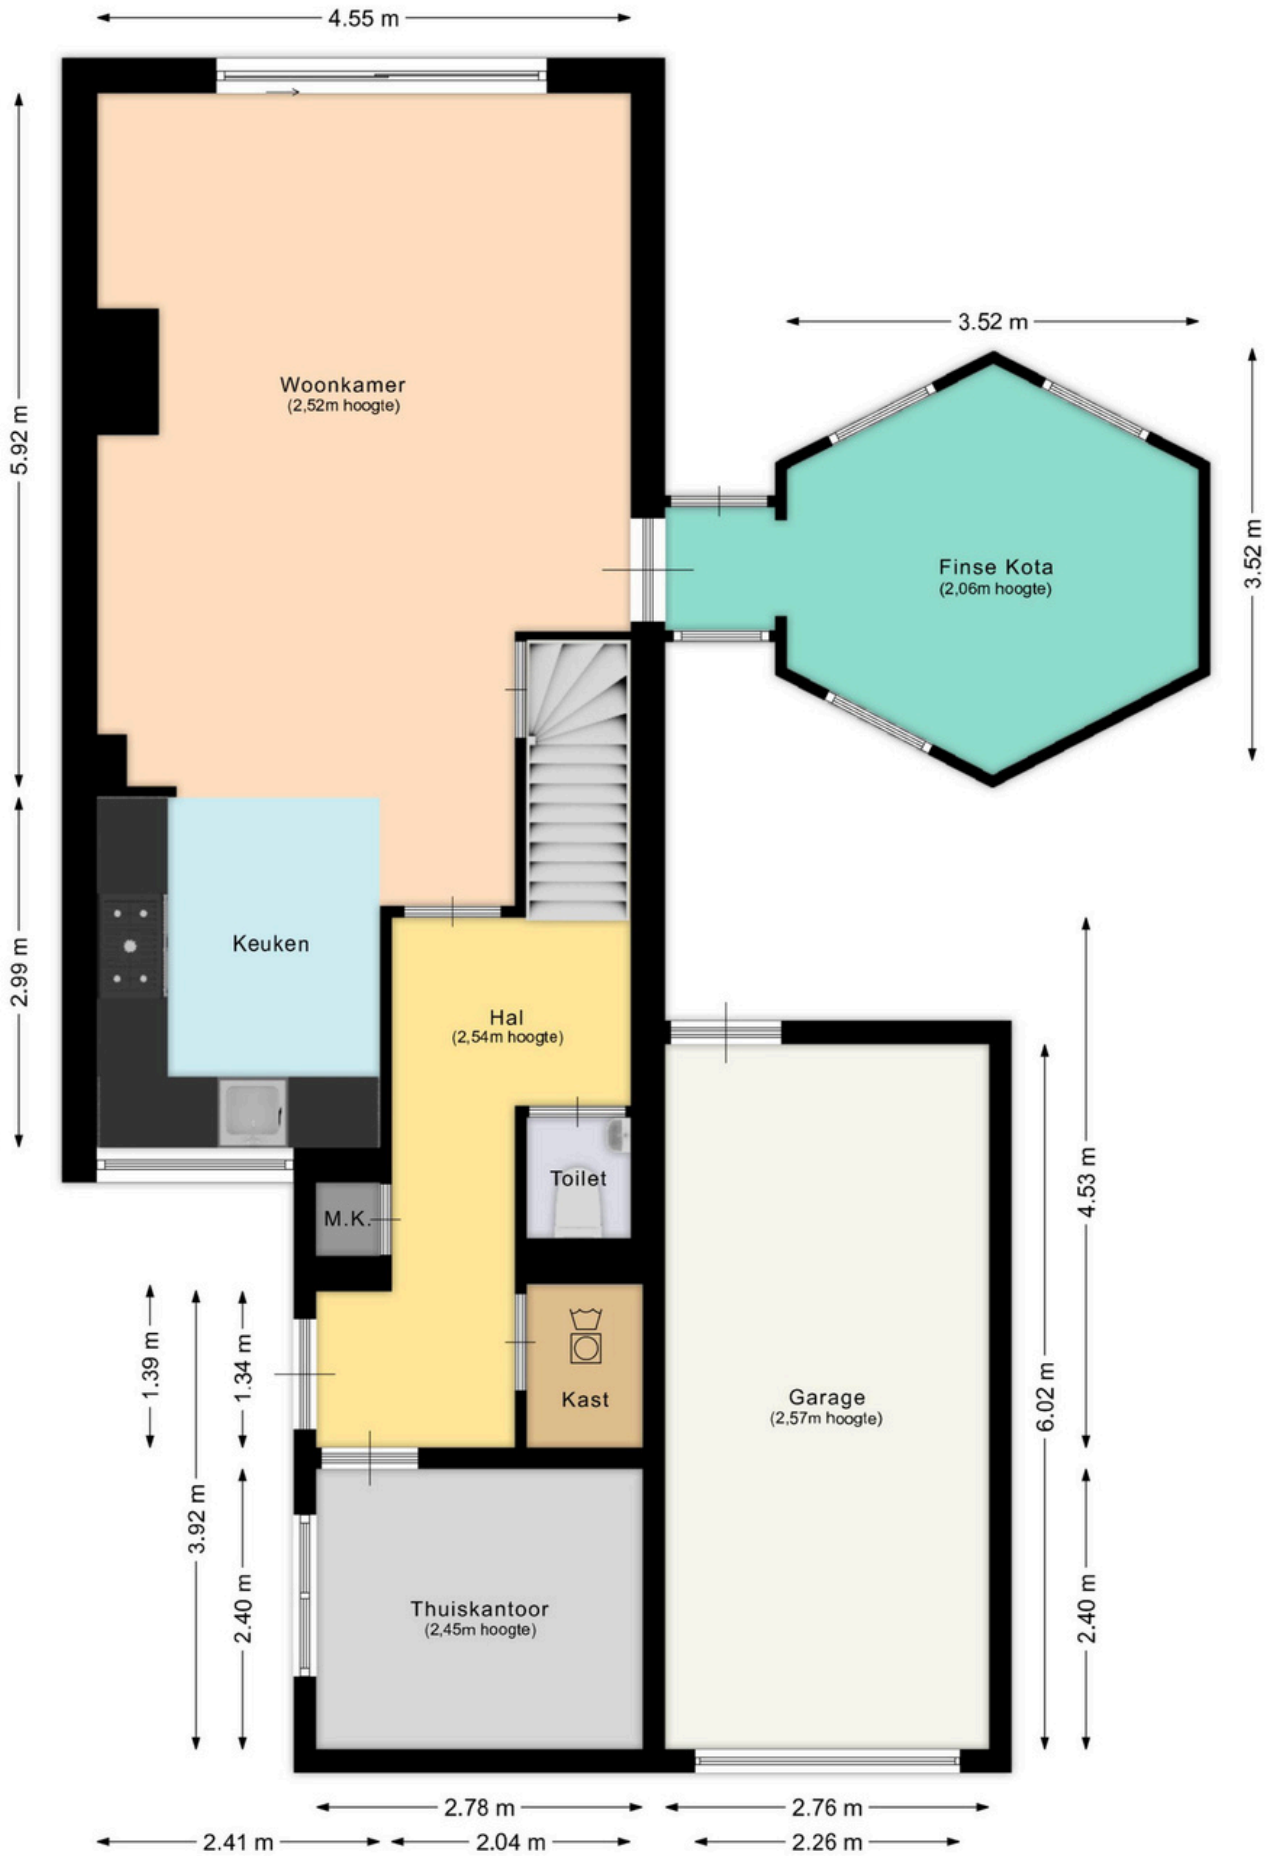 4.55 m
3.52 m
5.92 m
Woonkamer
(2,52m hoogte)
3.52 m
Finse Kota
(2,06m hoogte)
2.99 m
Keuken
Hal
(2,54m hoogte)
4.53 m
Toilet
M.K.
1.39 m
1.34 m
Kast
Garage
(2,57m hoogte)
6.02 m
3.92 m
2.40 m
Thuiskantoor
(2,45m hoogte)
2.40 m
2.78 m
2.76 m
2.41 m
2.04 m
2.26 m